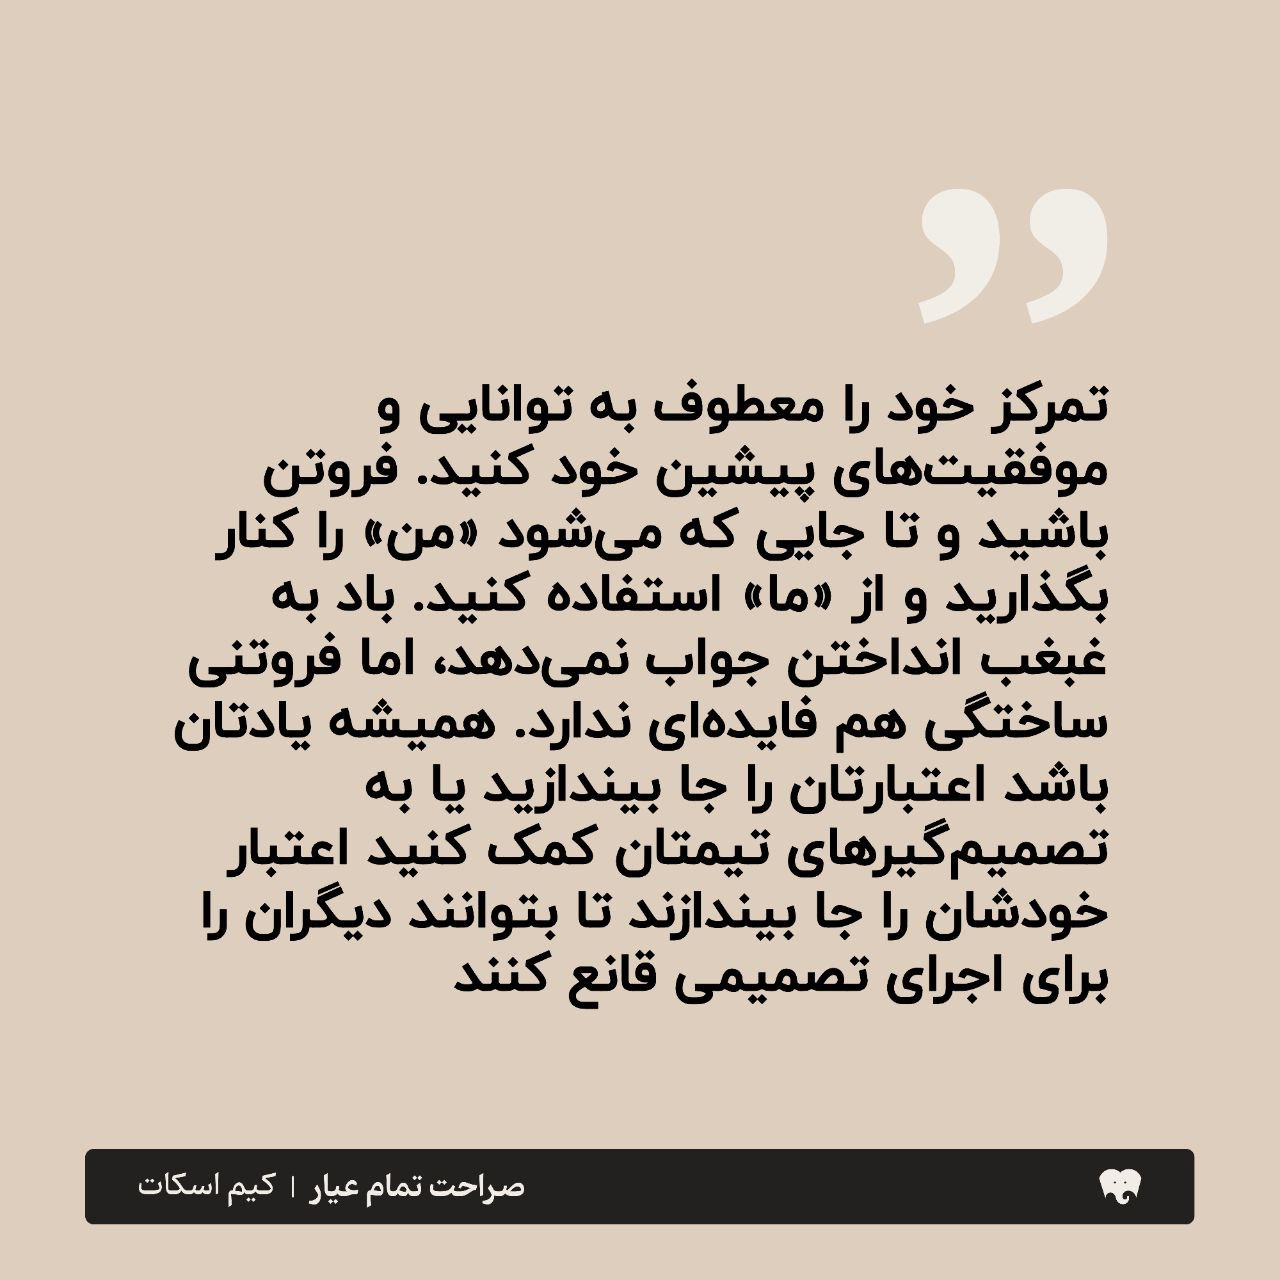 تمرکز خود را معطوف به توانایی و
موفقیت‌های پیشین خود کنید. فروتن
باشید و تا جایی که می‌شود «من» را کنار
بگذارید و از «ما» استفاده کنید. باد به
غبغب انداختن جواب نمی‌دهد، اما فروتنی
ساختگی هم فایده‌ای ندارد. همیشه یادتان
باشد اعتبارتان را جا بیندازید یا به
تصمیم‌گیرهای تیمتان کمک کنید اعتبار
خودشان را جا بیندازند تا بتوانند دیگران را
برای اجرای تصمیمی قانع کنند
صراحت تمام عیار | کیم اسکات